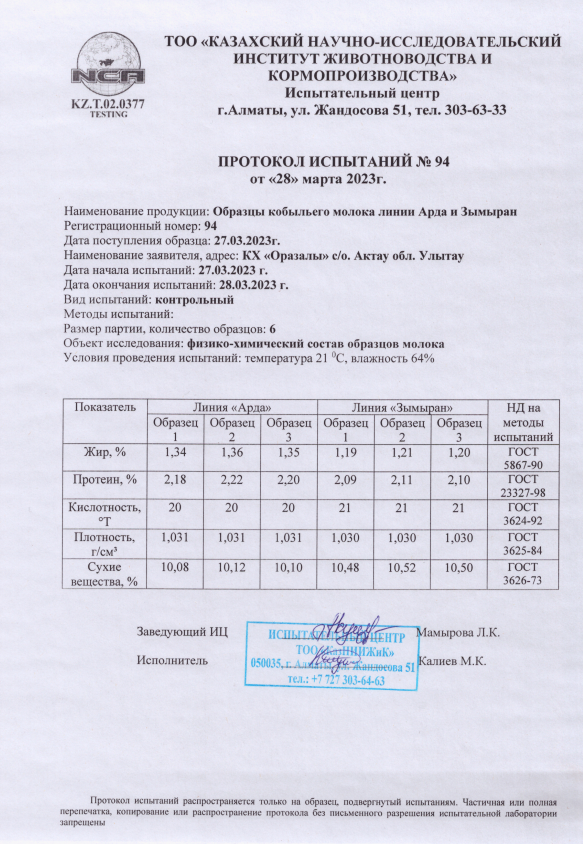 NCA
KZ.T.02.0377
TESTING
ТОО «КАЗАХСКИЙ НАУЧНО-ИССЛЕДОВАТЕЛЬСКИЙ
ИНСТИТУТ ЖИВОТНОВОДСТВА И
КОРМОПРОИЗВОДСТВА»
Испытательный центр
г.Алматы, ул. Жандосова 51, тел. 303-63-33
ПРОТОКОЛ ИСПЫТАНИЙ № 94
от «28» марта 2023г.
Наименование продукции: Образцы кобыльего молока линии Арда и Зымыран
Регистрационный номер: 94
Дата поступления образца: 27.03.2023г.
Наименование заявителя, адрес: КХ «Оразалы» с/о. Актау обл. Улытау
Дата начала испытаний: 27.03.2023 г.
Дата окончания испытаний: 28.03.2023 г.
Вид испытаний: контрольный
Методы испытаний:
Размер партии, количество образцов: 6
Объект исследования: физико-химический состав образцов молока
Условия проведения испытаний: температура 21 ⁰С, влажность 64%
Показатель Линия «Арда» Линия «Зымыран» НД на
методы
испытаний
Образец Образец Образец Образец Образец Образец
1 2 3 1 2 3
Жир, % 1,34 1,36 1,35 1,19 1,21 1,20 ГОСТ
5867-90
Протеин, % 2,18 2,22 2,20 2,09 2,11 2,10 ГОСТ
23327-98
Кислотность, 20 20 20 21 21 21 ГОСТ
°Т 3624-92
Плотность, 1,031 1,031 1,031 1,030 1,030 1,030 ГОСТ
г/см³ 3625-84
Сухие 10,08 10,12 10,10 10,48 10,52 10,50 ГОСТ
вещества, % 3626-73
Заведующий ИЦ Мамырова Л.К.
Исполнитель Калиев М.К.
ИСПЫТАТЕЛЬНЫЙ ЦЕНТР
ТОО «КазНИИЖиК»
050035, г. Алматы, ул. Жандосова 51
тел.: +7 727 303-64-63
Протокол испытаний распространяется только на образец, подвергнутый испытаниям. Частичная или полная
перепечатка, копирование или распространение протокола без письменного разрешения испытательной лаборатории
запрещены